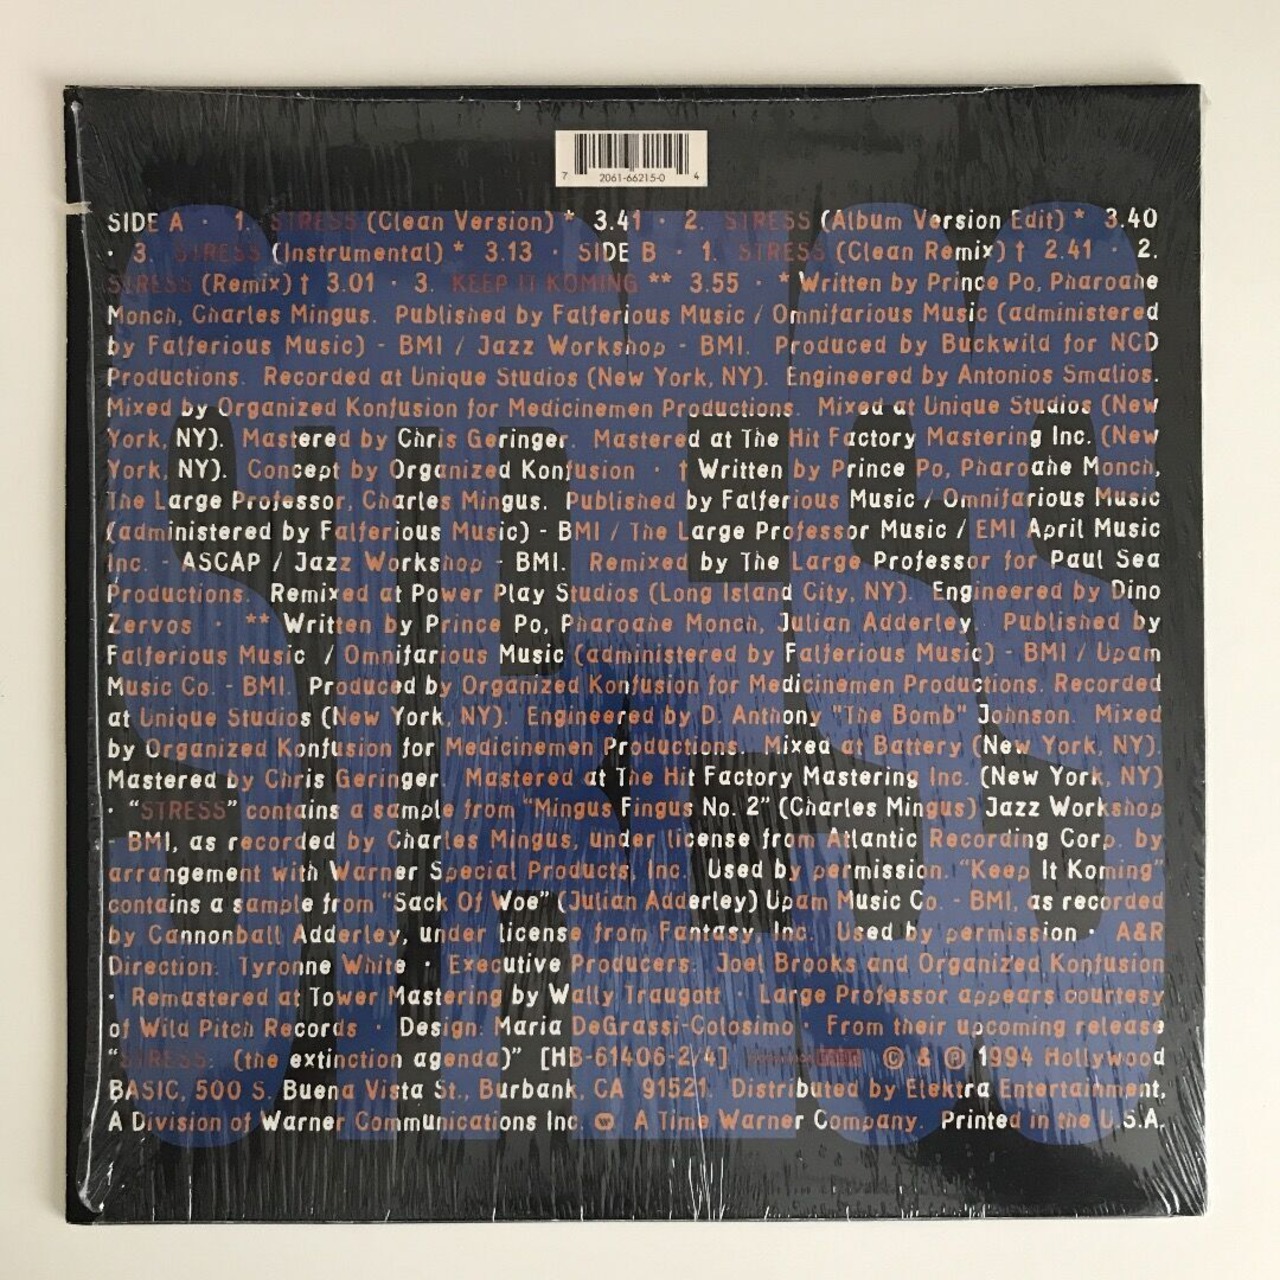 7 2061-66215-0 4
SIDE A · 1. STRESS (Clean Version) * 3.41 · 2. STRESS (Album Version Edit) * 3.40
· 3. STRESS (Instrumental) * 3.13 · SIDE B · 1. STRESS (Clean Remix) † 2.41 · 2.
STRESS (Remix) † 3.01 · 3. KEEP IT KOMING ** 3.55 · * Written by Prince Po, Pharoahe
Monch, Charles Mingus. Published by Falferious Music / Omnifarious Music (administered
by Falferious Music) - BMI / Jazz Workshop - BMI. Produced by Buckwild for NCD
Productions. Recorded at Unique Studios (New York, NY). Engineered by Antonios Smalios.
Mixed by Organized Konfusion for Medicinemen Productions. Mixed at Unique Studios (New
York, NY). Mastered by Chris Geringer. Mastered at The Hit Factory Mastering Inc. (New
York, NY). Concept by Organized Konfusion · † Written by Prince Po, Pharoahe Monch,
The Large Professor, Charles Mingus. Published by Falferious Music / Omnifarious Music
(administered by Falferious Music) - BMI / The Large Professor Music / EMI April Music
Inc. - ASCAP / Jazz Workshop - BMI. Remixed by The Large Professor for Paul Sea
Productions. Remixed at Power Play Studios (Long Island City, NY). Engineered by Dino
Zervos · ** Written by Prince Po, Pharoahe Monch, Julian Adderley. Published by
Falferious Music / Omnifarious Music (administered by Falferious Music) - BMI / Upam
Music Co. - BMI. Produced by Organized Konfusion for Medicinemen Productions. Recorded
at Unique Studios (New York, NY). Engineered by D. Anthony "The Bomb" Johnson. Mixed
by Organized Konfusion for Medicinemen Productions. Mixed at Battery (New York, NY).
Mastered by Chris Geringer. Mastered at The Hit Factory Mastering Inc. (New York, NY)
· “STRESS” contains a sample from “Mingus Fingus No. 2” (Charles Mingus) Jazz Workshop
- BMI, as recorded by Charles Mingus, under license from Atlantic Recording Corp. by
arrangement with Warner Special Products, Inc. Used by permission. “Keep It Koming”
contains a sample from “Sack Of Woe” (Julian Adderley) Upam Music Co. - BMI, as recorded
by Cannonball Adderley, under license from Fantasy, Inc. Used by permission · A&R
Direction: Tyronne White · Executive Producers: Joel Brooks and Organized Konfusion
· Remastered at Tower Mastering by Wally Traugott · Large Professor appears courtesy
of Wild Pitch Records · Design: Maria DeGrassi-Colosimo · From their upcoming release
“STRESS: (the extinction agenda)” [HB-61406-2/4] © & ℗ 1994 Hollywood
BASIC, 500 S. Buena Vista St., Burbank, CA 91521. Distributed by Elektra Entertainment,
A Division of Warner Communications Inc. A Time Warner Company. Printed in the U.S.A.
STRESS